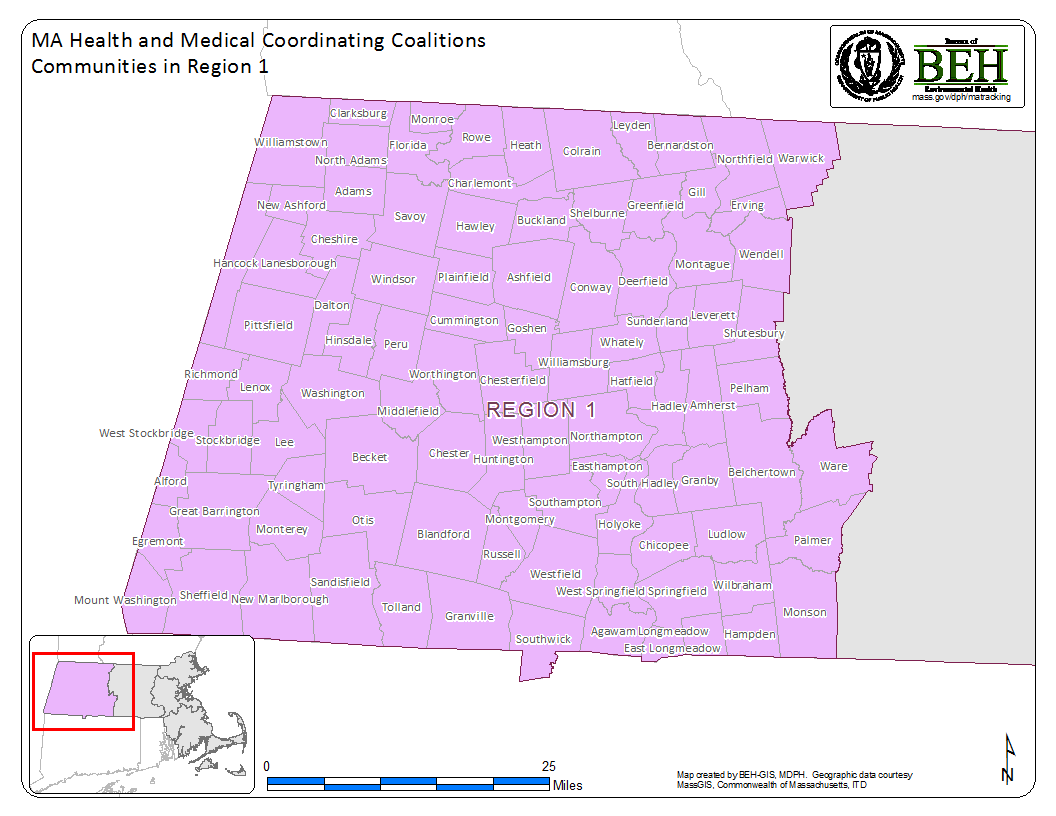 MA Health and Medical Coordinating Coalitions
Communities in Region 1
Bureau of
BEH
Environmental Health
mass.gov/dph/matracking
Clarksburg
Monroe
Leyden
Williamstown
Florida
Rowe
Heath
Colrain
Bernardston
North Adams
Northfield
Warwick
Charlemont
Adams
Gill
New Ashford
Savoy
Hawley
Buckland
Shelburne
Greenfield
Erving
Cheshire
Hancock
Lanesborough
Windsor
Plainfield
Ashfield
Conway
Deerfield
Montague
Wendell
Dalton
Pittsfield
Cummington
Goshen
Sunderland
Leverett
Shutesbury
Hinsdale
Peru
Whately
Williamsburg
Richmond
Lenox
Washington
Worthington
Chesterfield
Hatfield
Pelham
Middlefield
REGION 1
Hadley
Amherst
West Stockbridge
Stockbridge
Lee
Westhampton
Northampton
Becket
Chester
Huntington
Easthampton
Belchertown
Ware
Alford
Tyringham
South Hadley
Granby
Great Barrington
Southampton
Otis
Montgomery
Holyoke
Monterey
Blandford
Ludlow
Egremont
Chicopee
Palmer
Russell
Westfield
Sandisfield
West Springfield
Springfield
Wilbraham
Mount Washington
Sheffield
New Marlborough
Tolland
Granville
Monson
Southwick
Agawam
Longmeadow
Hampden
East Longmeadow
0
25
Miles
Map created by BEH-GIS, MDPH. Geographic data courtesy
MassGIS, Commonwealth of Massachusetts, ITD
N